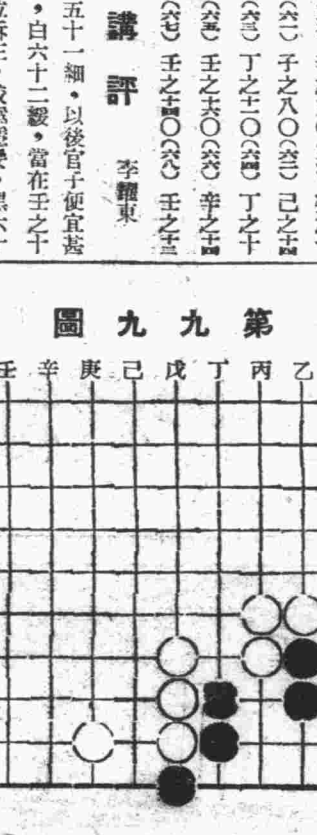 (六一)子之八〇(六二)己之十四
(六三)丁之十二〇(六四)丁之十
(六五)壬之十六〇(六六)辛之十四
(六七)壬之十四〇(六八)壬之十三
講評 李鑼東
五十一細,以後官子便宜甚
,白六十二緩,當在壬之十
第九九圖
乙 丙 丁 戊 己 庚 辛 壬